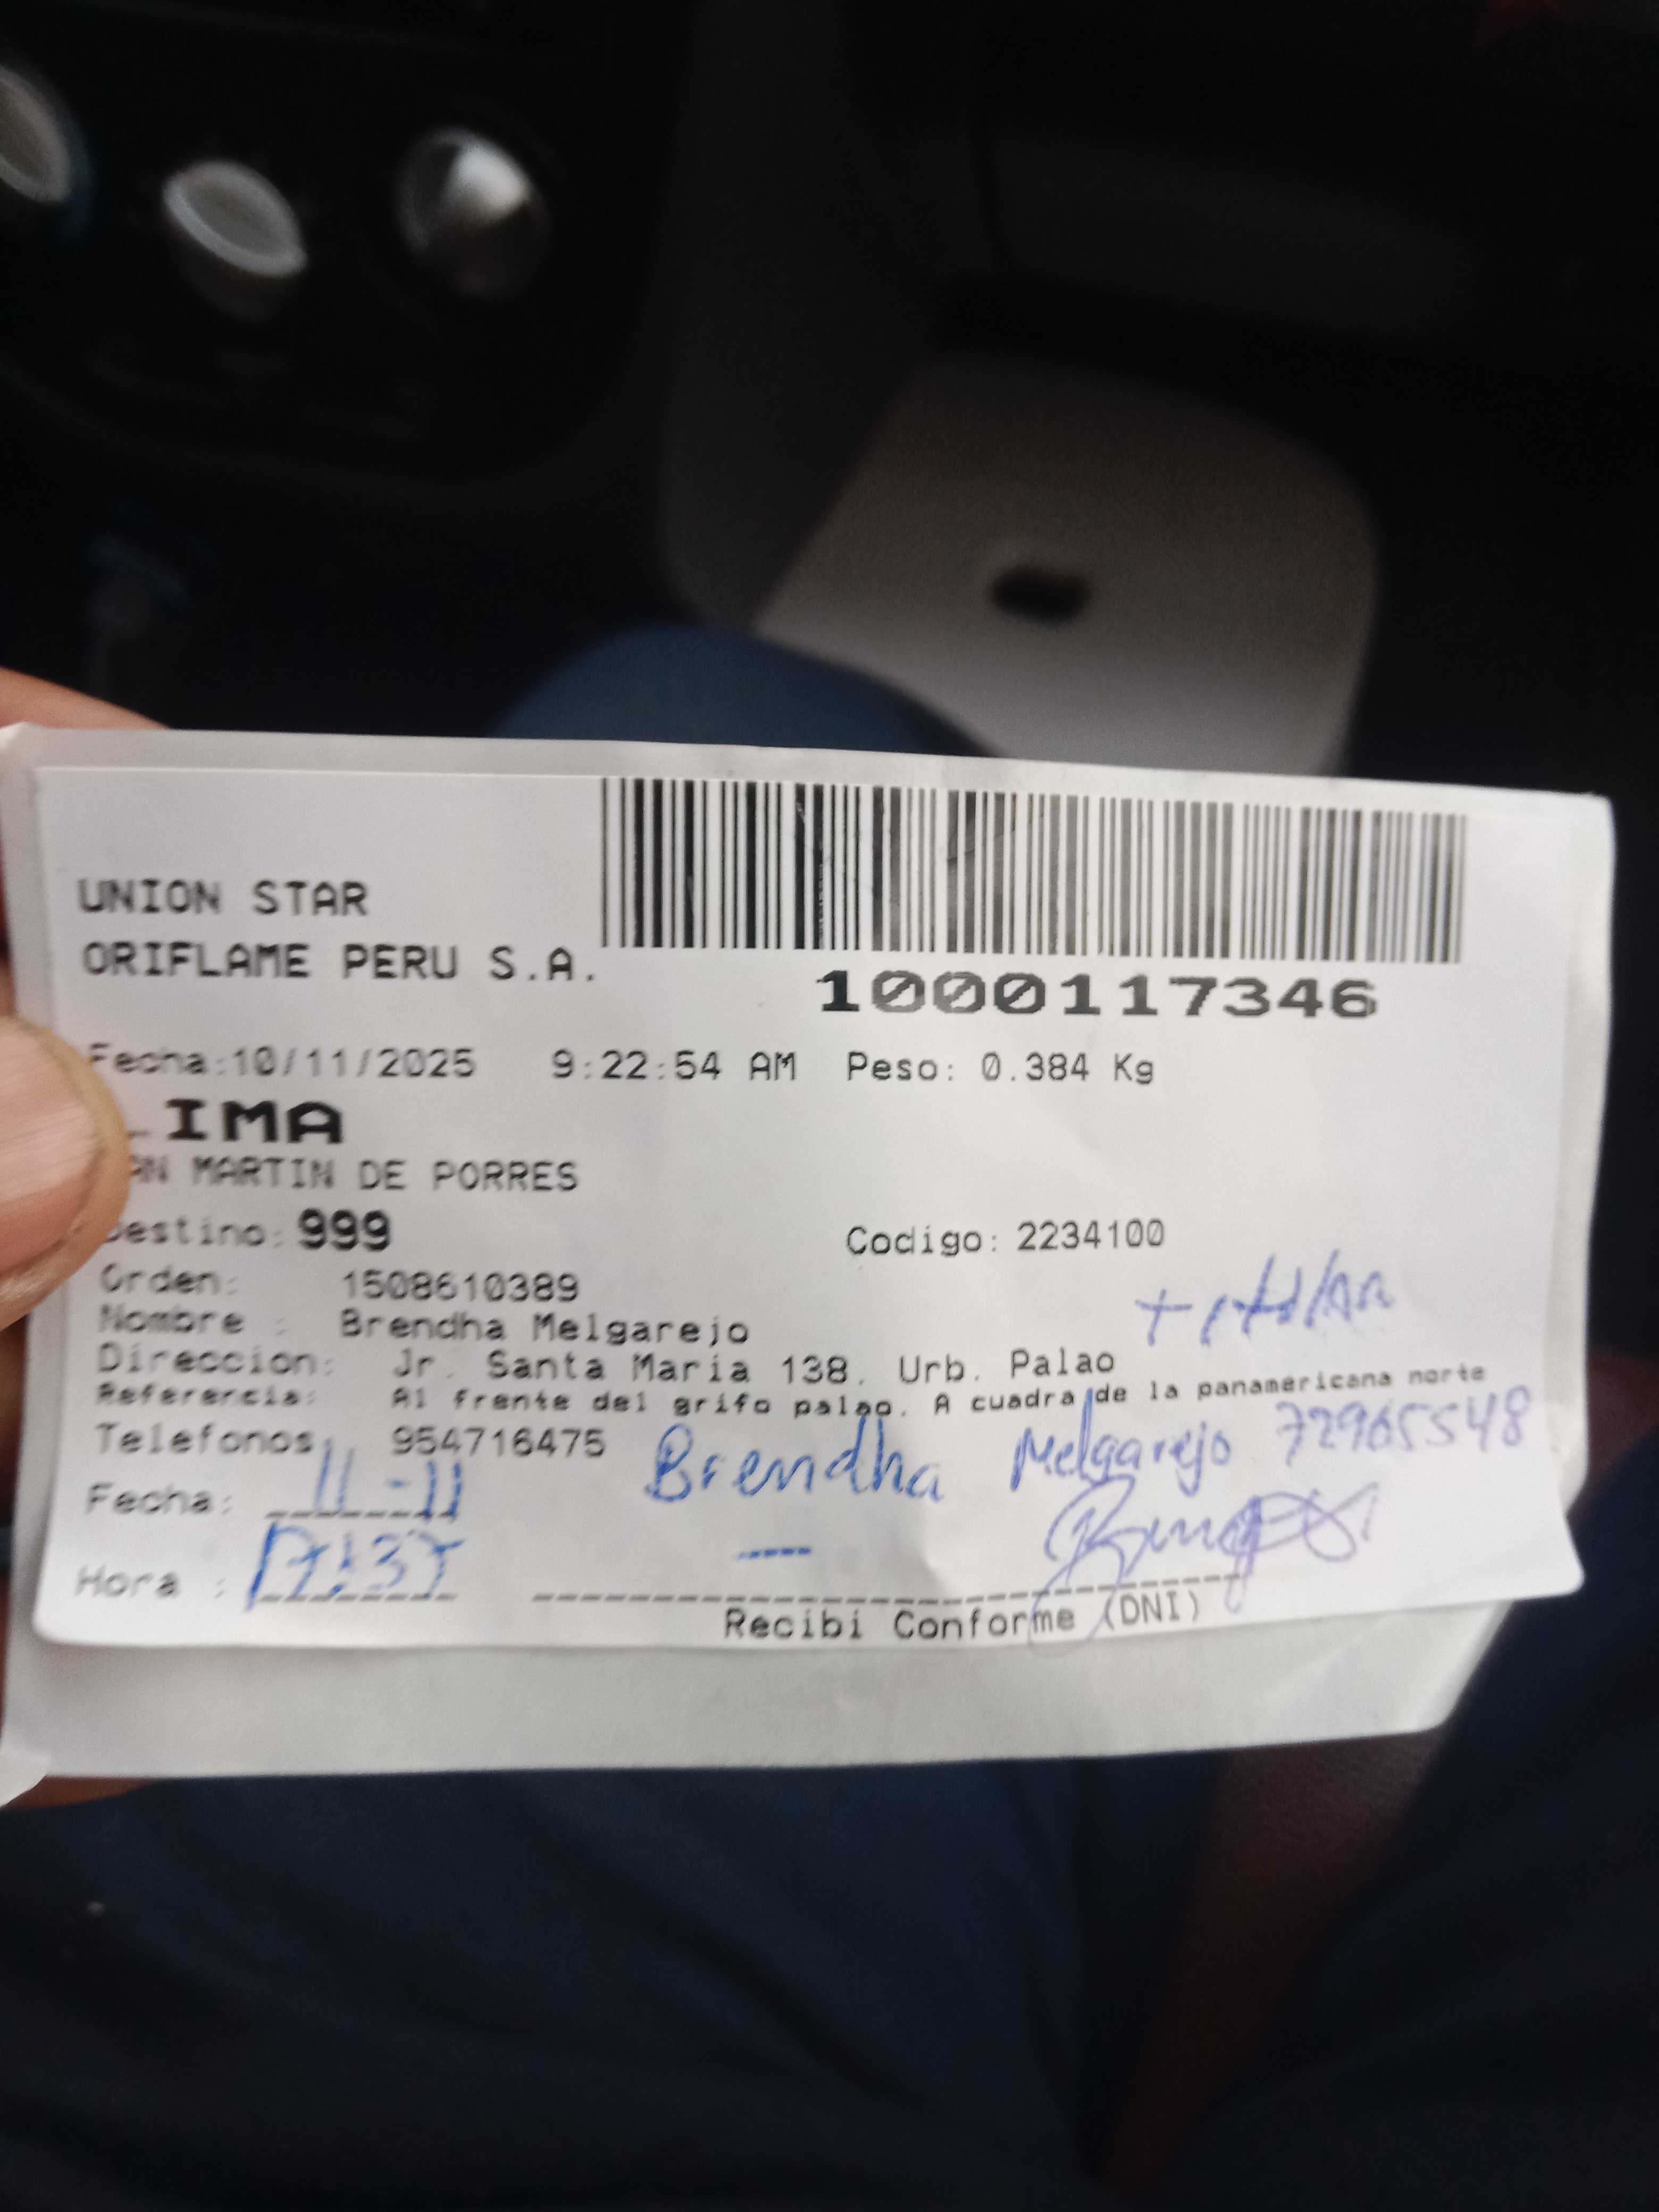 UNION STAR
ORIFLAME PERU S.A.
1000117346
Fecha:10/11/2025 9:22:54 AM Peso: 0.384 Kg
LIMA
AN MARTIN DE PORRES
Destino: 999 Codigo: 2234100
Orden: 1508610389
Nombre : Brendha Melgarejo
Direccion: Jr. Santa Maria 138. Urb. Palao
Referencia: Al frente del grifo palao. A cuadra de la panamericana norte
Telefonos 954716475
Brendha Melgarejo 72965548
Fecha: 11-11
Hora :
Recibi Conforme (DNI)